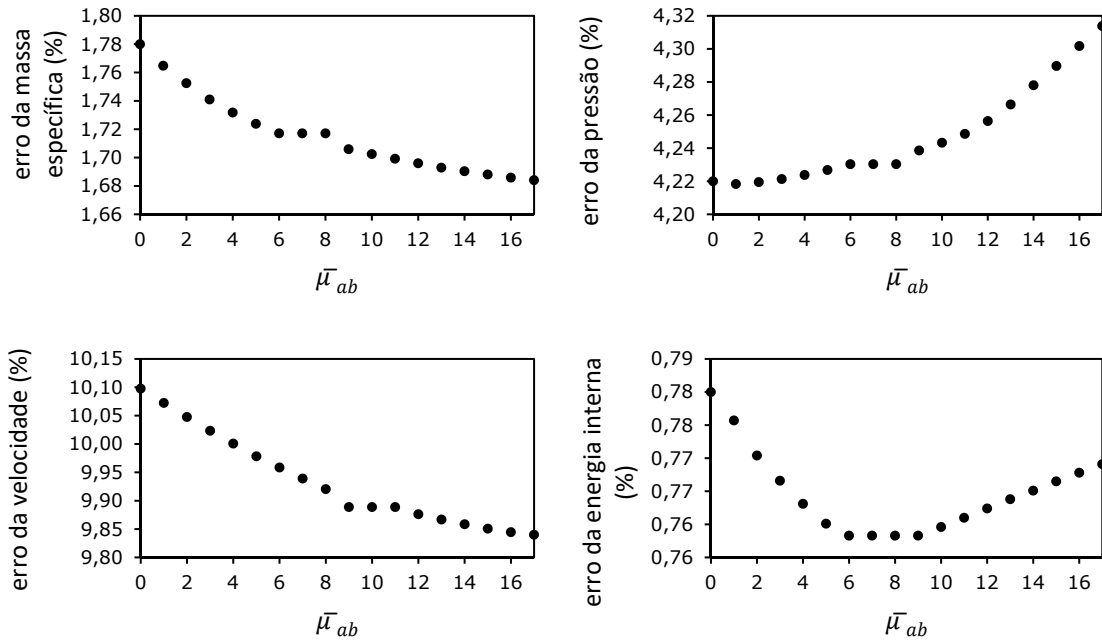 erro da massa
específica (%)
1,80
1,78
1,76
1,74
1,72
1,70
1,68
1,66
0 2 4 6 8 10 12 14 16
μ̄ab
erro da pressão (%)
4,32
4,30
4,28
4,26
4,24
4,22
4,20
0 2 4 6 8 10 12 14 16
μ̄ab
erro da velocidade (%)
10,15
10,10
10,05
10,00
9,95
9,90
9,85
9,80
0 2 4 6 8 10 12 14 16
μ̄ab
erro da energia interna
(%)
0,79
0,78
0,78
0,77
0,77
0,76
0,76
0 2 4 6 8 10 12 14 16
μ̄ab